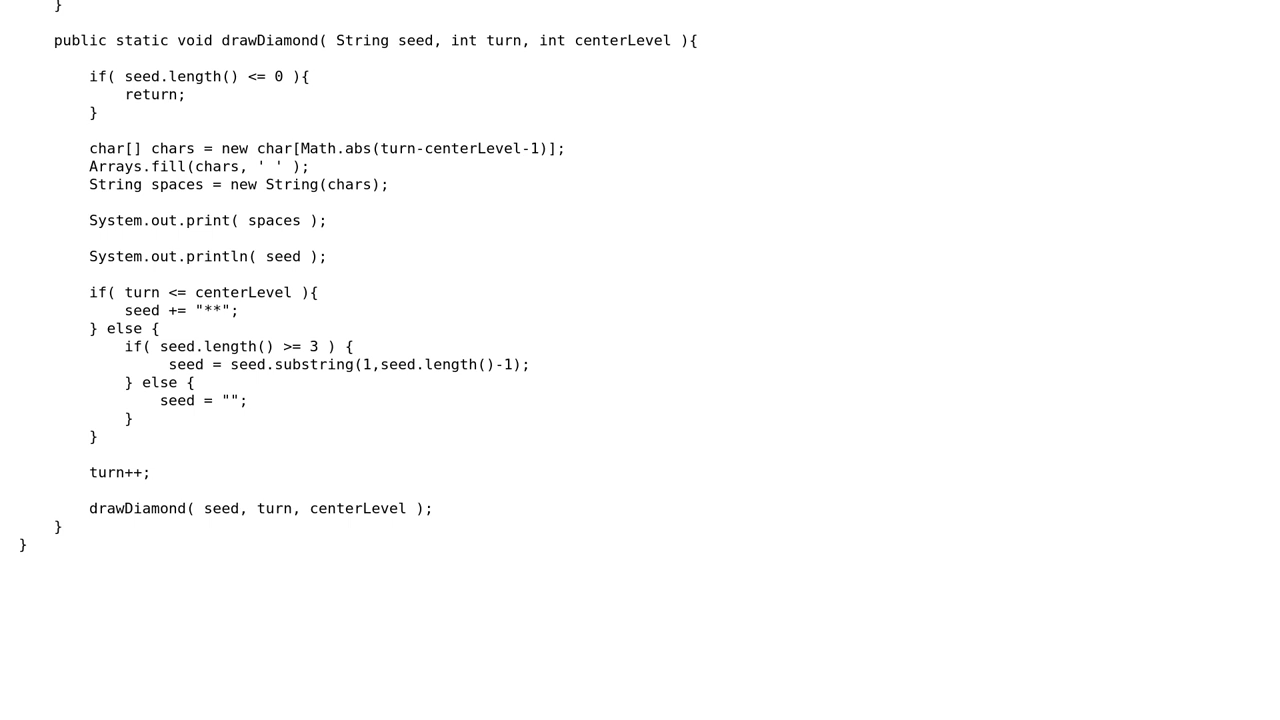 }
public static void drawDiamond( String seed, int turn, int centerLevel ){
if( seed.length() <= 0 ){
return;
}
char[] chars = new char[Math.abs(turn-centerLevel-1)];
Arrays.fill(chars, ' ' );
String spaces = new String(chars);
System.out.print( spaces );
System.out.println( seed );
if( turn <= centerLevel ){
seed += "**";
} else {
if( seed.length() >= 3 ) {
seed = seed.substring(1,seed.length()-1);
} else {
seed = "";
}
}
turn++;
drawDiamond( seed, turn, centerLevel );
}
}